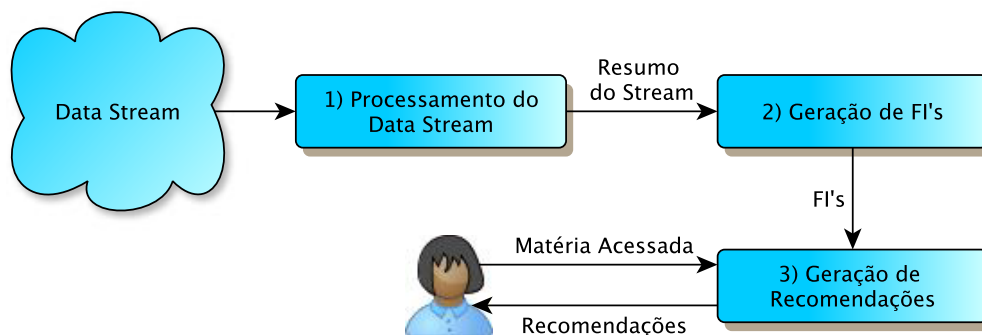 Data Stream
1) Processamento do
Data Stream
Resumo
do Stream
2) Geração de FI's
FI's
Matéria Acessada
3) Geração de
Recomendações
Recomendações